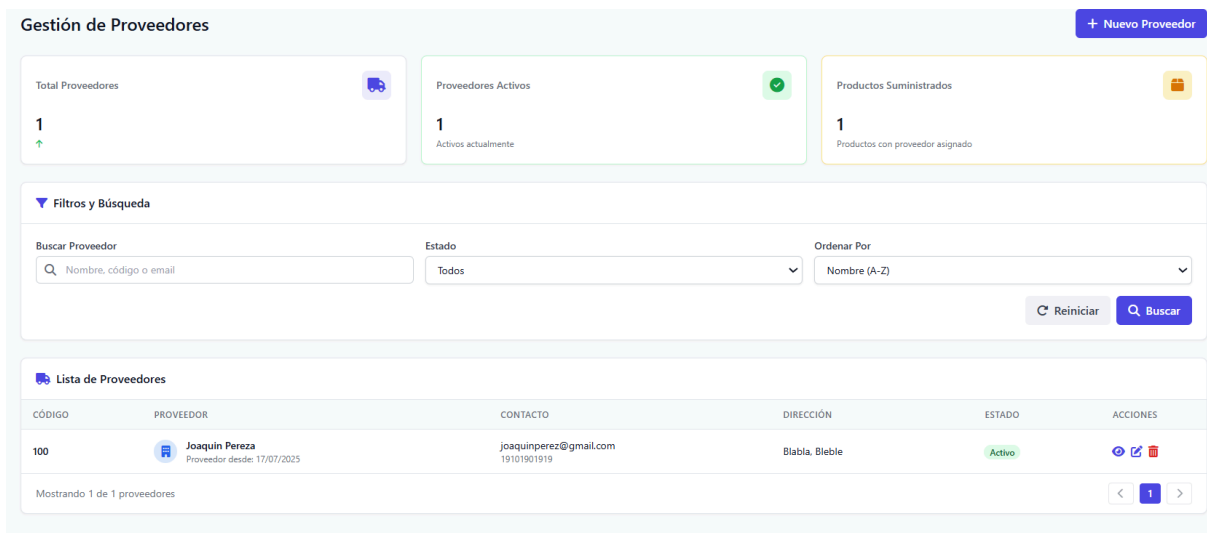 Gestión de Proveedores
+ Nuevo Proveedor
Total Proveedores
1
Proveedores Activos
1
Activos actualmente
Productos Suministrados
1
Productos con proveedor asignado
Filtros y Búsqueda
Buscar Proveedor
Nombre, código o email
Estado
Todos
Ordenar Por
Nombre (A-Z)
Reiniciar
Buscar
Lista de Proveedores
CÓDIGO PROVEEDOR CONTACTO DIRECCIÓN ESTADO ACCIONES
100
Joaquin Pereza
Proveedor desde: 17/07/2025
joaquinperez@gmail.com
19101901919
Blabla, Bleble
Activo
Mostrando 1 de 1 proveedores
1